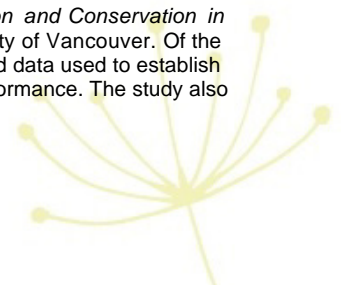 on and Conservation in
ty of Vancouver. Of the
d data used to establish
ormance. The study also